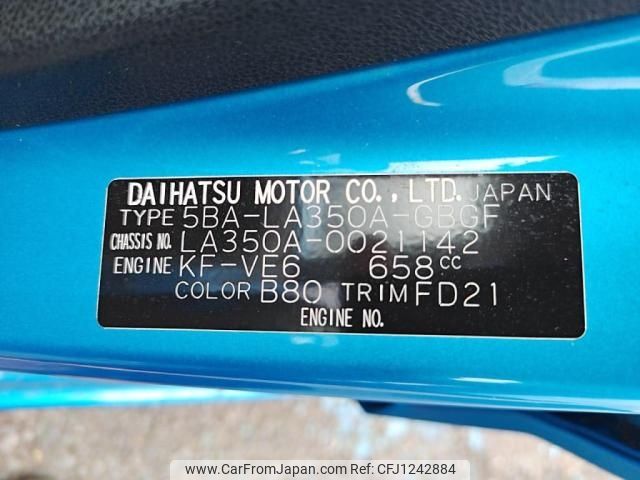 DAIHATSU MOTOR CO., LTD. JAPAN
TYPE 5BA-LA350A-GBGF
CHASSIS NO. LA350A-0021142
ENGINE KF-VE6 658CC
COLOR B80 TRIM FD21
ENGINE NO.
www.CarFromJapan.com - CarFromJapan - CFJ1242884